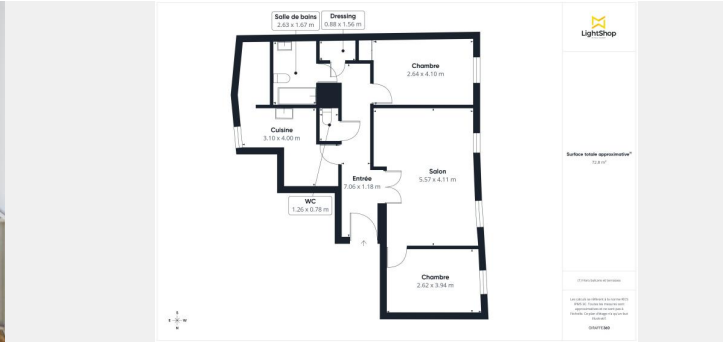 Salle de bains
2.63 x 1.67 m
Dressing
0.88 x 1.56 m
Chambre
2.64 x 4.10 m
Cuisine
3.10 x 4.00 m
Salon
5.57 x 4.11 m
Entrée
7.06 x 1.18 m
WC
1.26 x 0.78 m
Chambre
2.62 x 3.94 m
LightShop
Surface totale approximative
GIRAFFE360